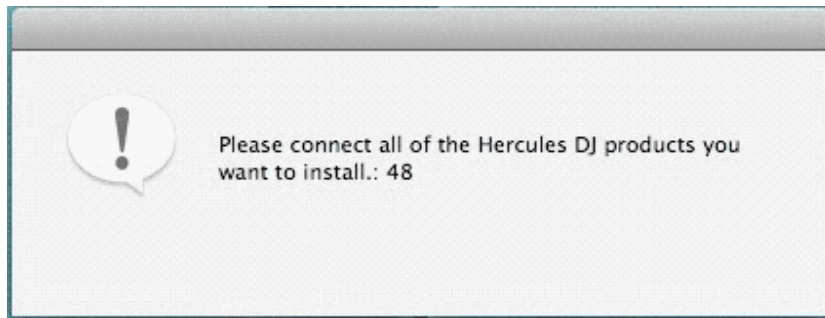 Please connect all of the Hercules DJ products you
want to install.: 48